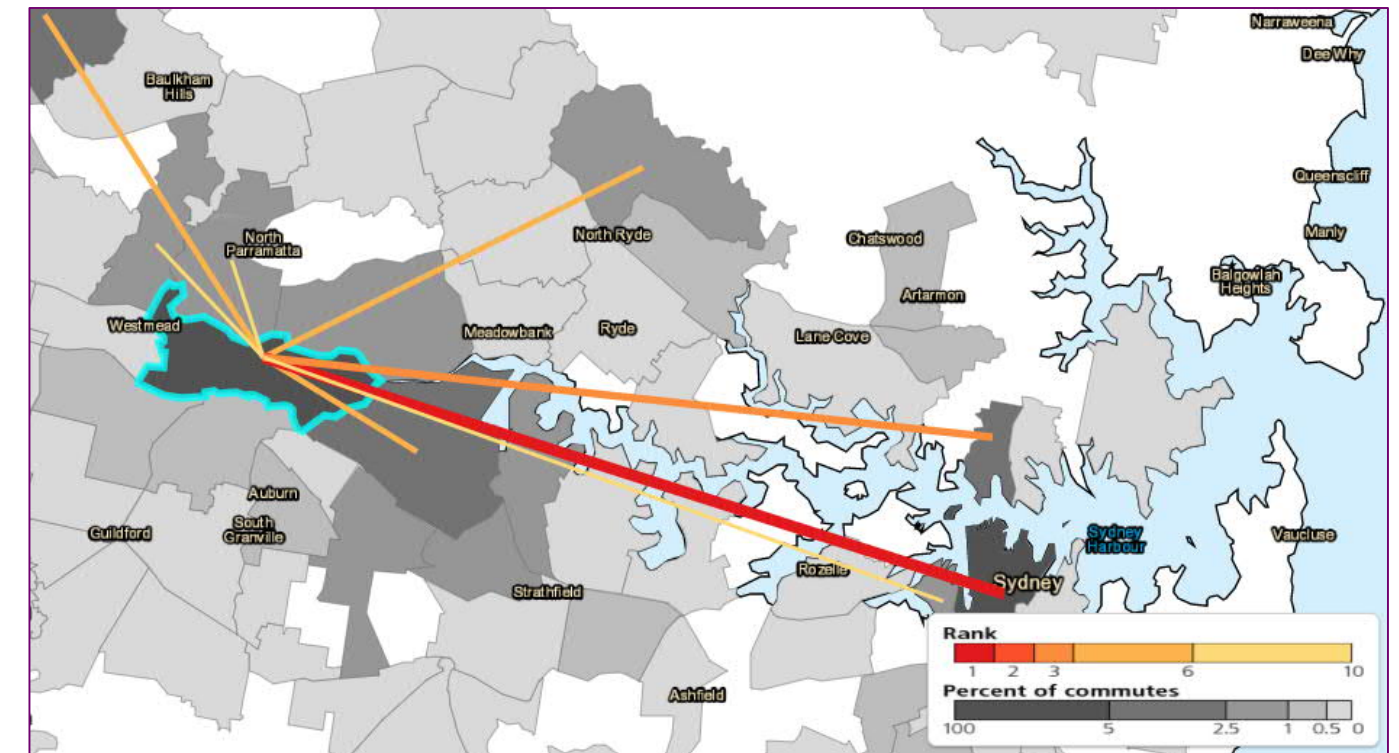 Narraweena
Dee Why
Baulkham
Hills
Queenscliff
Manly
North
Parramatta
North Ryde
Chatswood
Balgowlah
Heights
Artarmon
Westmead
Meadowbank
Ryde
Lane Cove
Auburn
South
Granville
Guildford
Sydney
Harbour
Vaucluse
Rozelle
Strathfield
Sydney
Ashfield
Rank
1 2 3 6 10
Percent of commutes
100 5 2.5 1 0.5 0